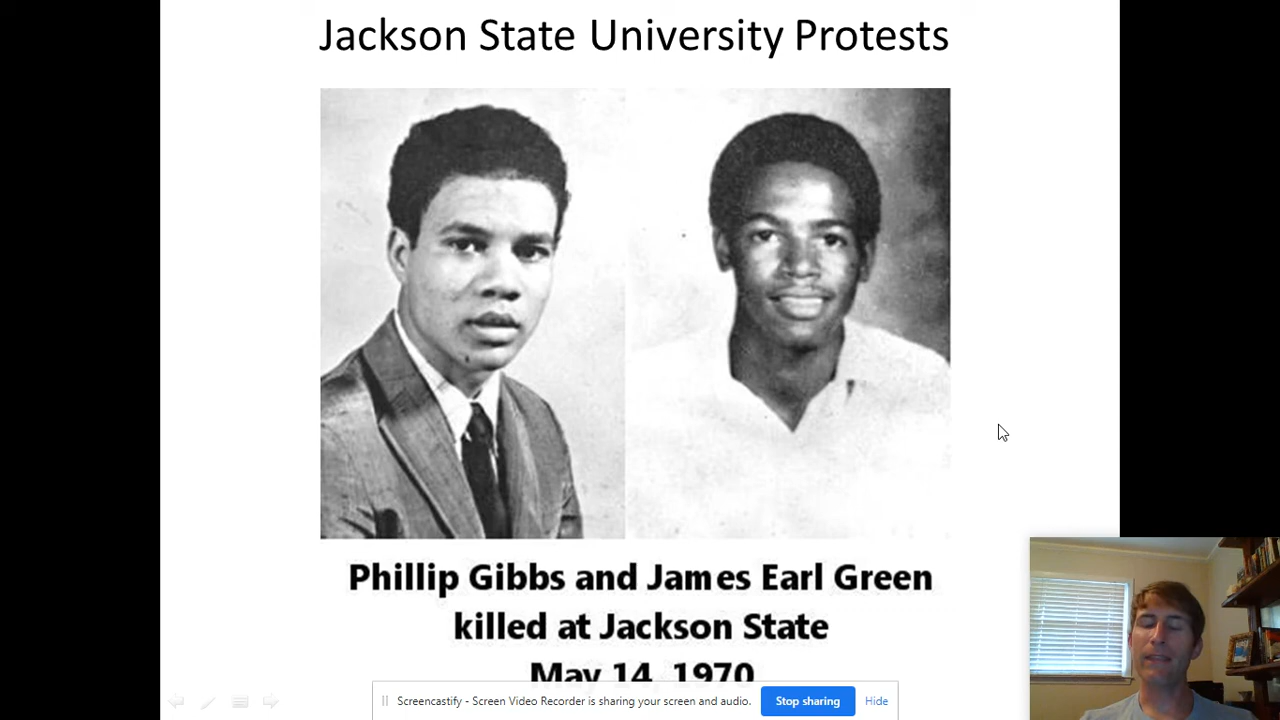 Jackson State University Protests
Phillip Gibbs and James Earl Green
killed at Jackson State
May 14, 1970
Screencastify - Screen Video Recorder is sharing your screen and audio.
Stop sharing
Hide